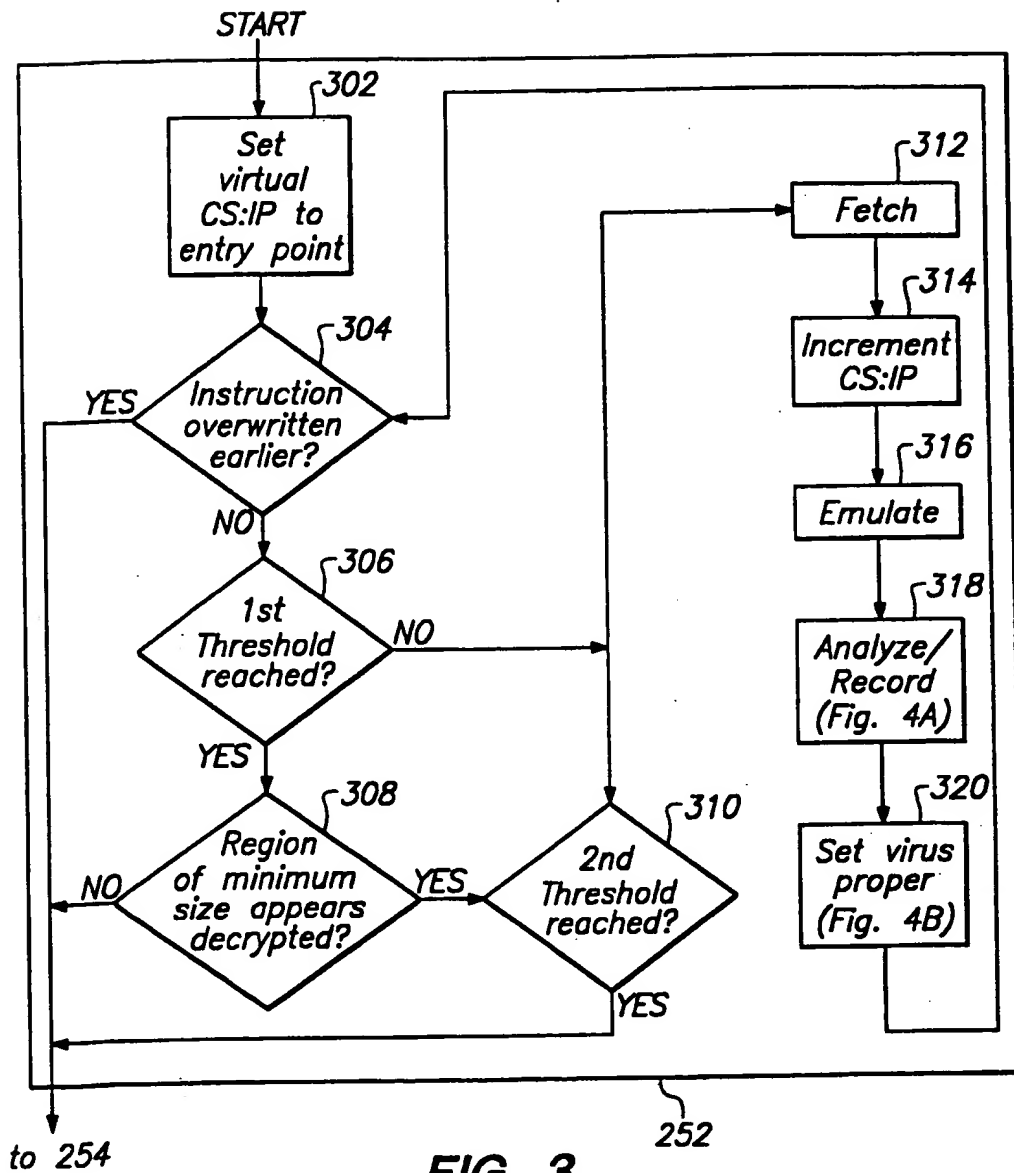 START
302
Set
virtual
CS:IP to
entry point
304
Instruction
overwritten
earlier?
YES
NO
306
1st
Threshold
reached?
NO
YES
308
Region
of minimum
size appears
decrypted?
NO
YES
310
2nd
Threshold
reached?
YES
312
Fetch
314
Increment
CS:IP
316
Emulate
318
Analyze/
Record
(Fig. 4A)
320
Set virus
proper
(Fig. 4B)
252
to 254
FIG. 3